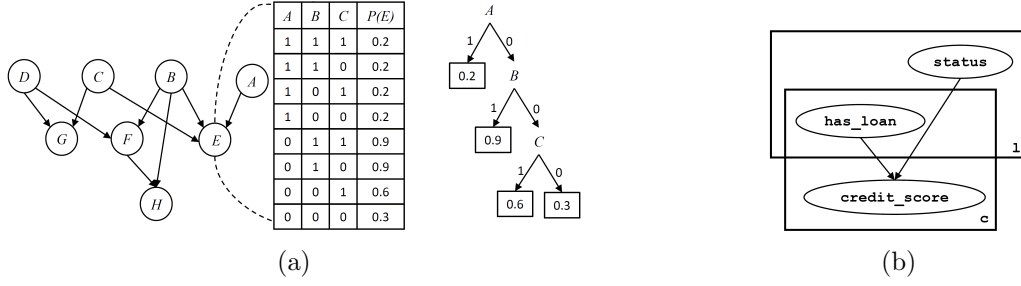 D C B A
G F E
H
A B C P(E)
1 1 1 0.2
1 1 0 0.2
1 0 1 0.2
1 0 0 0.2
0 1 1 0.9
0 1 0 0.9
0 0 1 0.6
0 0 0 0.3
A
1 0
0.2 B
1 0
0.9 C
1 0
0.6 0.3
(a)
status
has_loan
l
credit_score
c
(b)